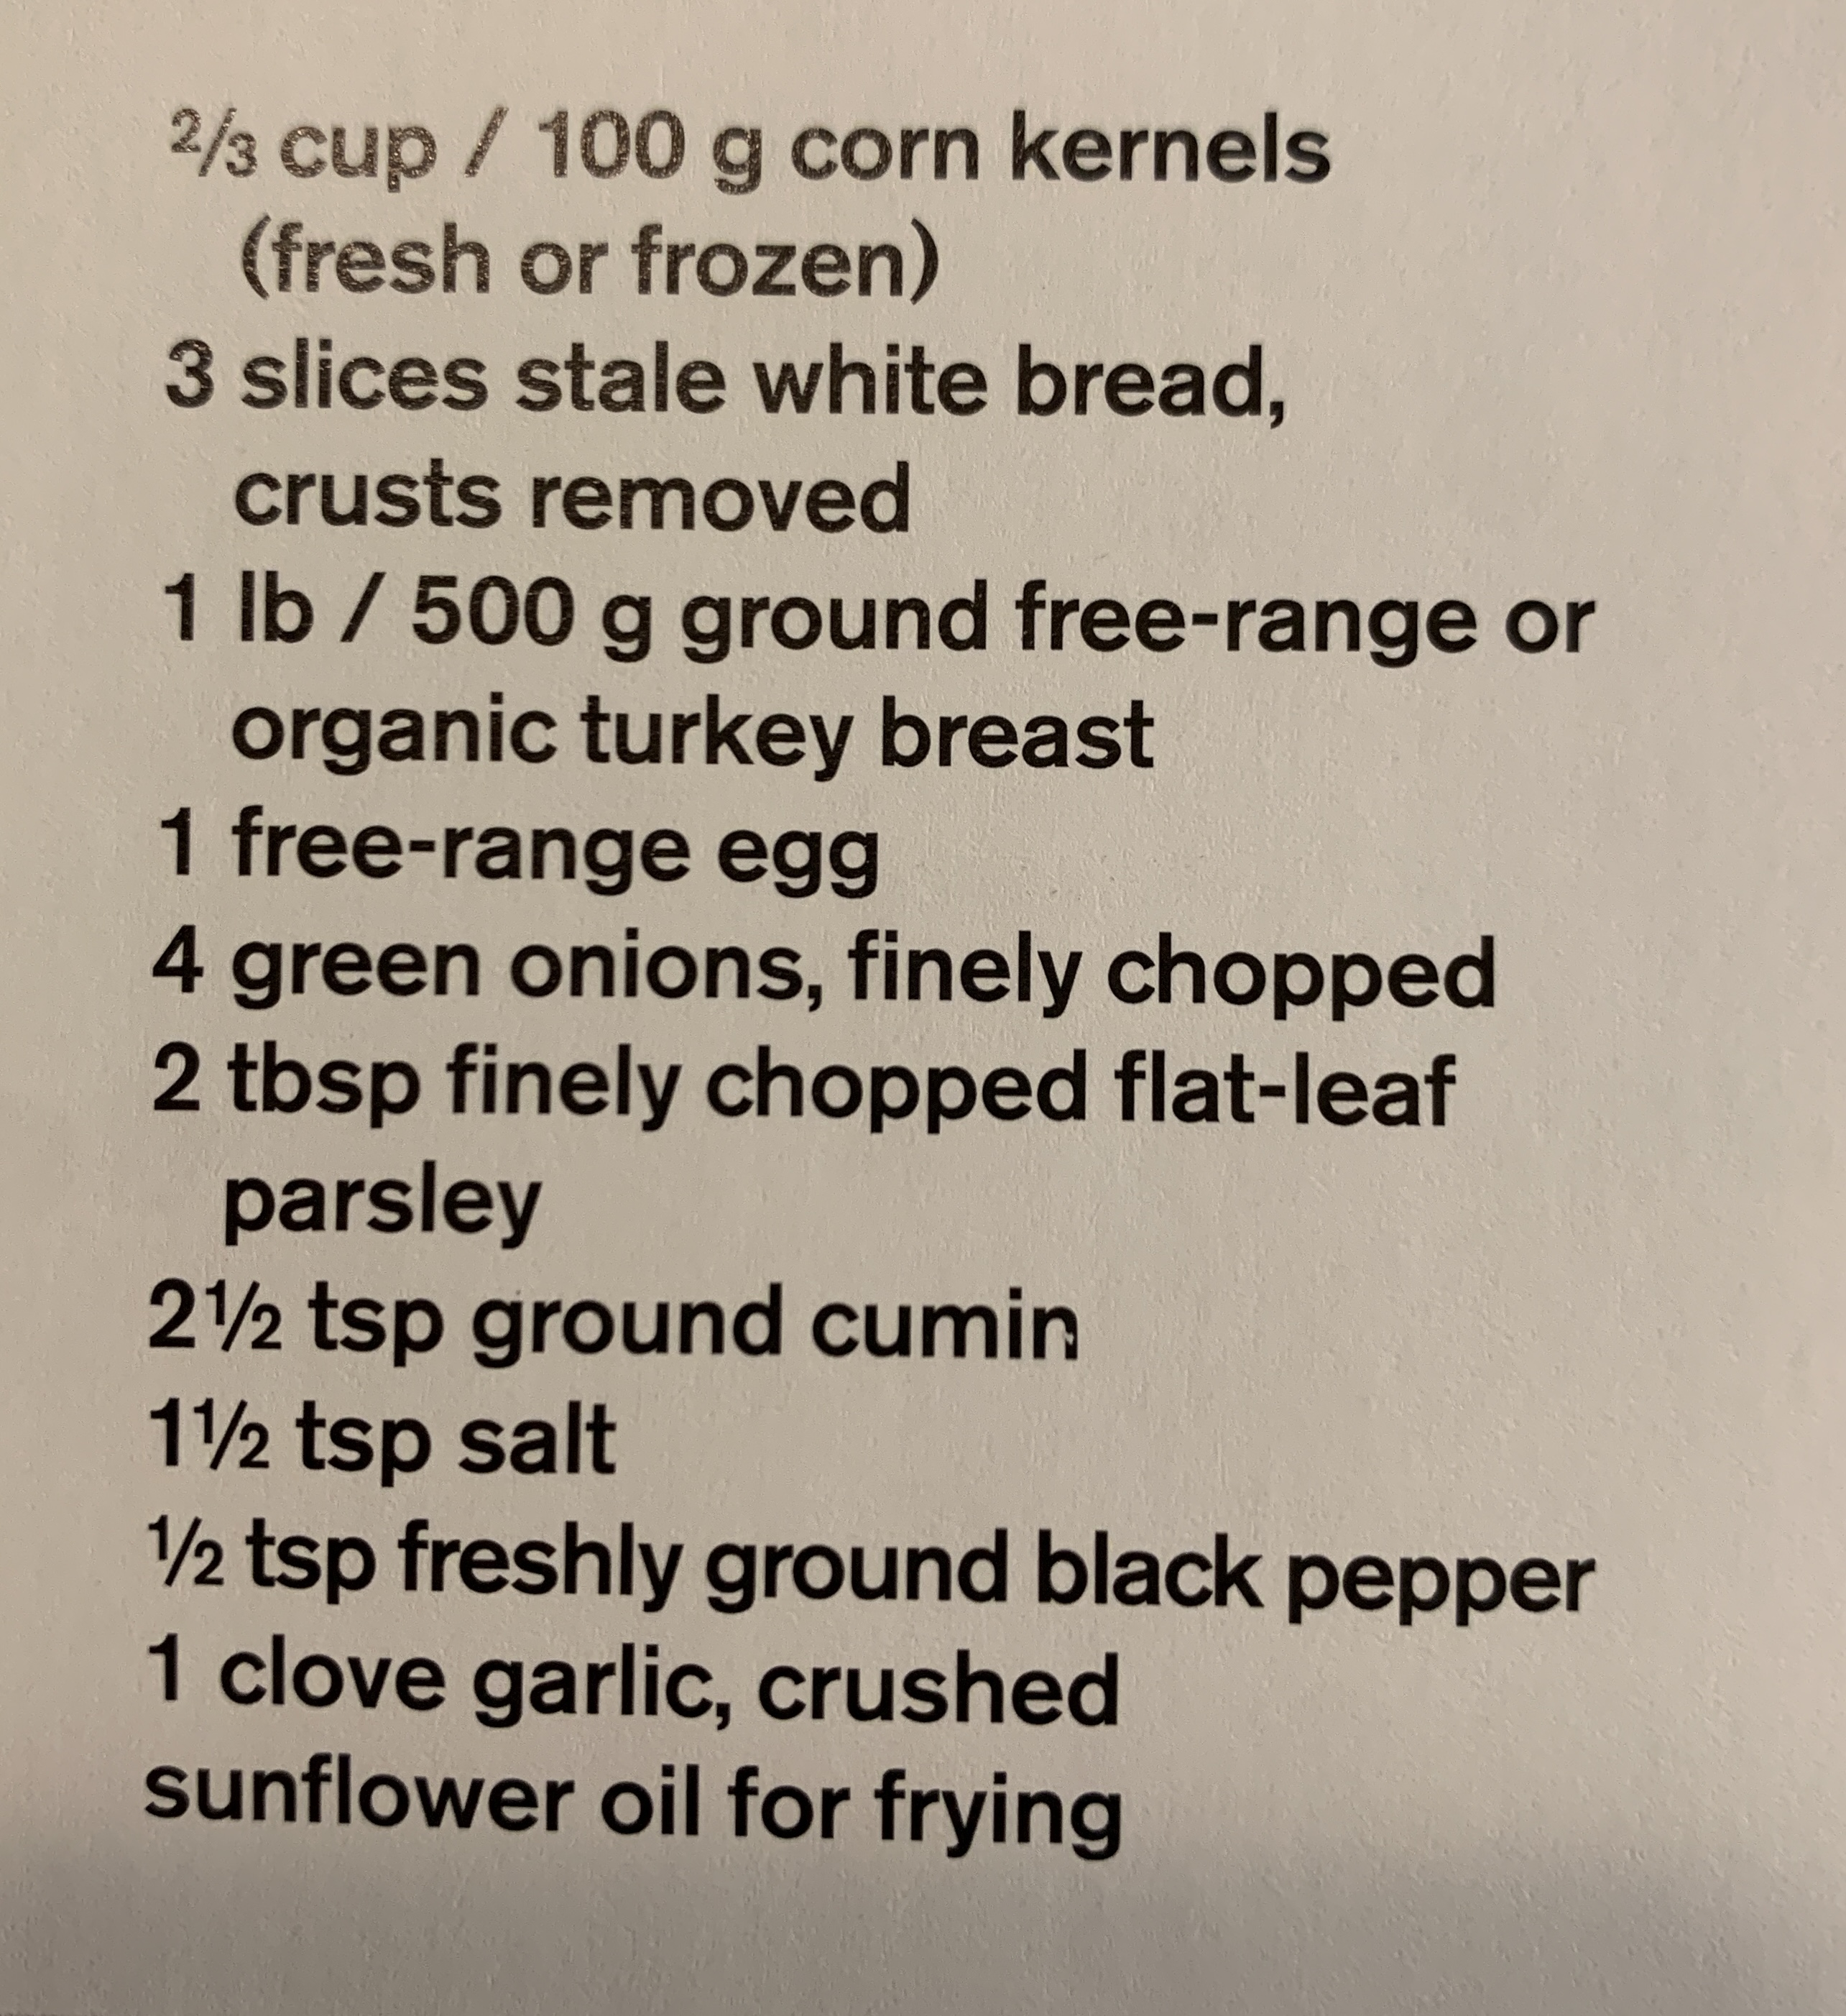 ⅔ cup / 100 g corn kernels
(fresh or frozen)
3 slices stale white bread,
crusts removed
1 lb / 500 g ground free-range or
organic turkey breast
1 free-range egg
4 green onions, finely chopped
2 tbsp finely chopped flat-leaf
parsley
2½ tsp ground cumin
1½ tsp salt
½ tsp freshly ground black pepper
1 clove garlic, crushed
sunflower oil for frying